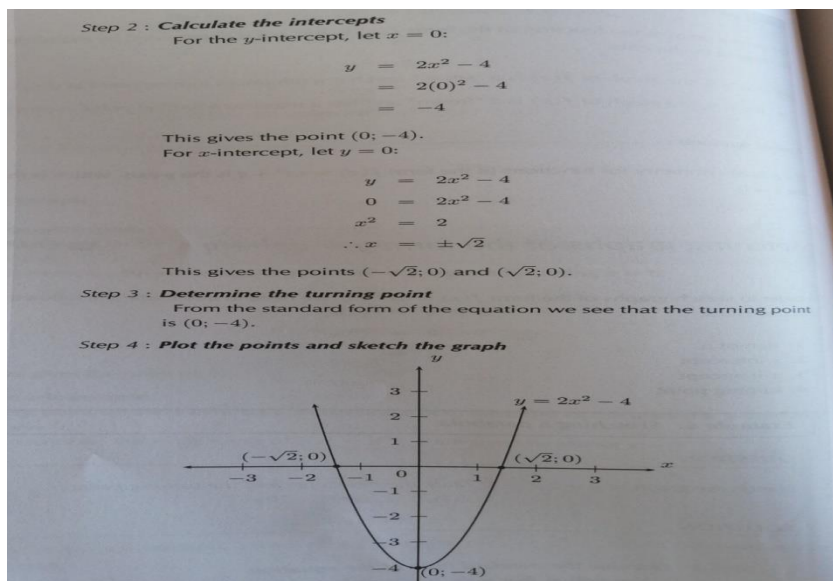 Step 2 : Calculate the intercepts
For the y-intercept, let x = 0:
y = 2x² − 4
= 2(0)² − 4
= −4
This gives the point (0; −4).
For x-intercept, let y = 0:
y = 2x² − 4
0 = 2x² − 4
x² = 2
∴ x = ±√2
This gives the points (−√2; 0) and (√2; 0).
Step 3 : Determine the turning point
From the standard form of the equation we see that the turning point
is (0; −4).
Step 4 : Plot the points and sketch the graph
y
3
y = 2x² − 4
2
1
(−√2; 0)
(√2; 0)
x
−3 −2 −1 0 1 2 3
−1
−2
−3
−4
(0; −4)